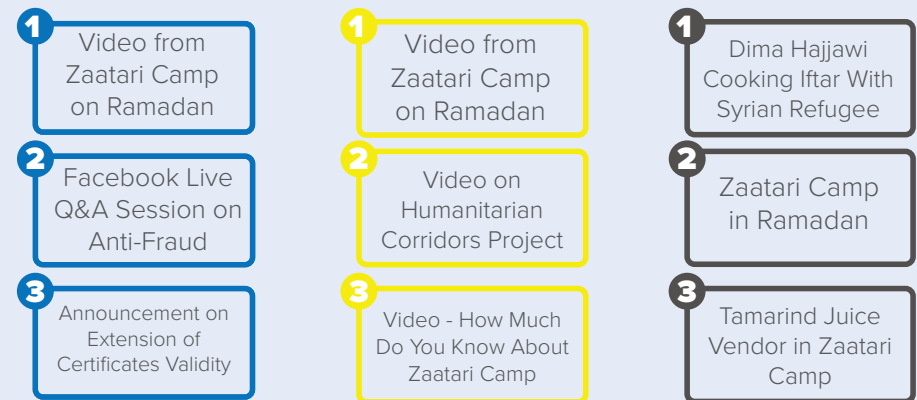 1
Video from
Zaatari Camp
on Ramadan
2
Facebook Live
Q&A Session on
Anti-Fraud
3
Announcement on
Extension of
Certificates Validity
1
Video from
Zaatari Camp
on Ramadan
2
Video on
Humanitarian
Corridors Project
3
Video - How Much
Do You Know About
Zaatari Camp
1
Dima Hajjawi
Cooking Iftar With
Syrian Refugee
2
Zaatari Camp
in Ramadan
3
Tamarind Juice
Vendor in Zaatari
Camp